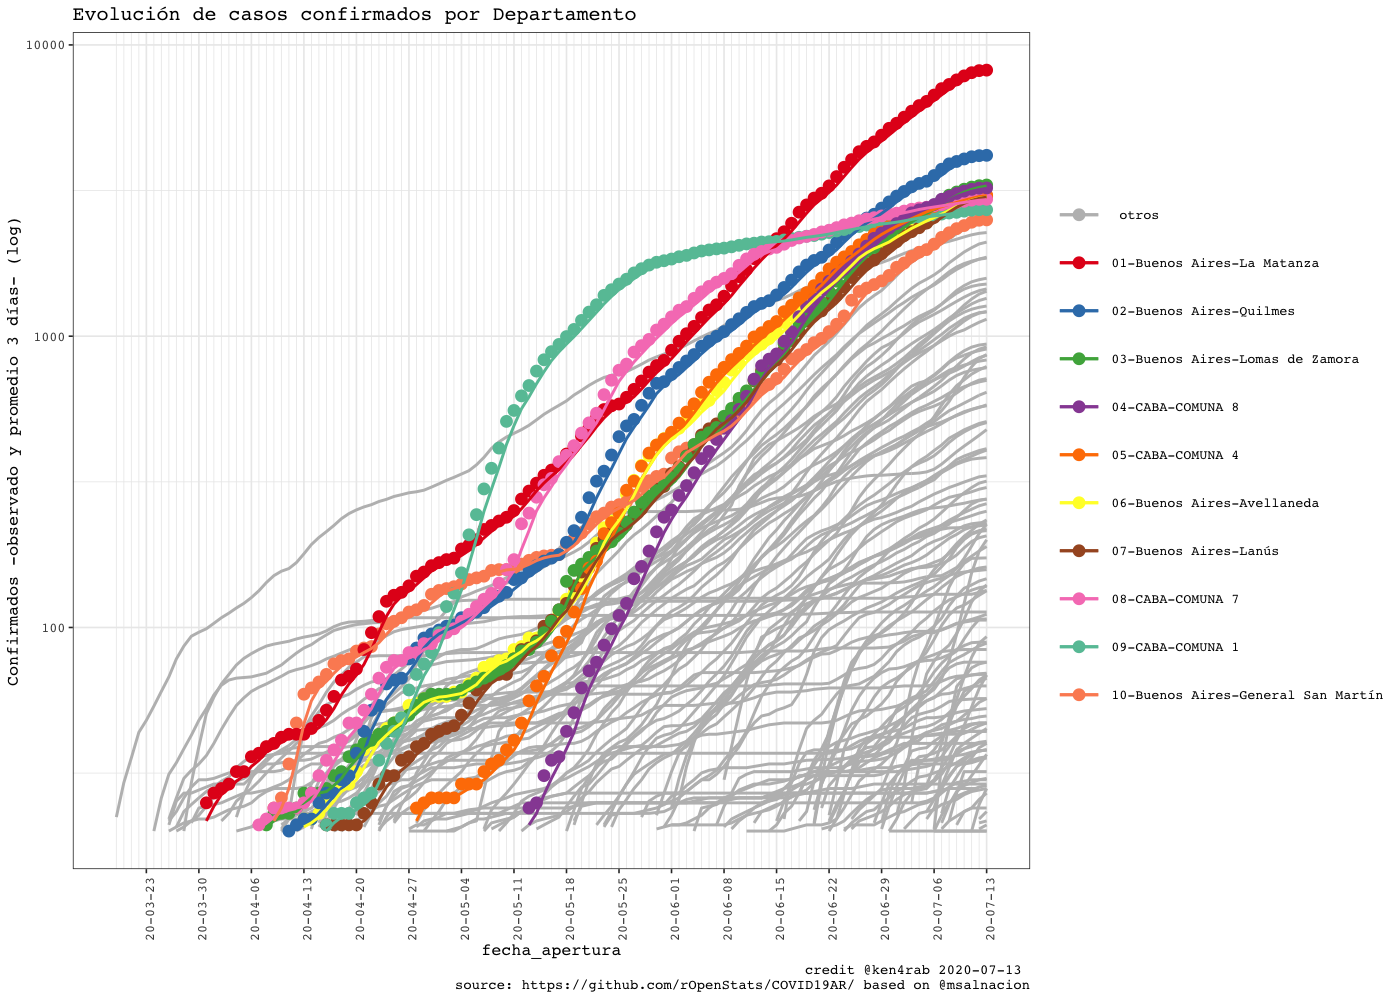 Evolución de casos confirmados por Departamento
Confirmados -observado y promedio 3 días- (log)
10000
1000
100
20-03-23
20-03-30
20-04-06
20-04-13
20-04-20
20-04-27
20-05-04
20-05-11
20-05-18
20-05-25
20-06-01
20-06-08
20-06-15
20-06-22
20-06-29
20-07-06
20-07-13
fecha_apertura
otros
01-Buenos Aires-La Matanza
02-Buenos Aires-Quilmes
03-Buenos Aires-Lomas de Zamora
04-CABA-COMUNA 8
05-CABA-COMUNA 4
06-Buenos Aires-Avellaneda
07-Buenos Aires-Lanús
08-CABA-COMUNA 7
09-CABA-COMUNA 1
10-Buenos Aires-General San Martín
credit @ken4rab 2020-07-13
source: https://github.com/rOpenStats/COVID19AR/ based on @msalnacion